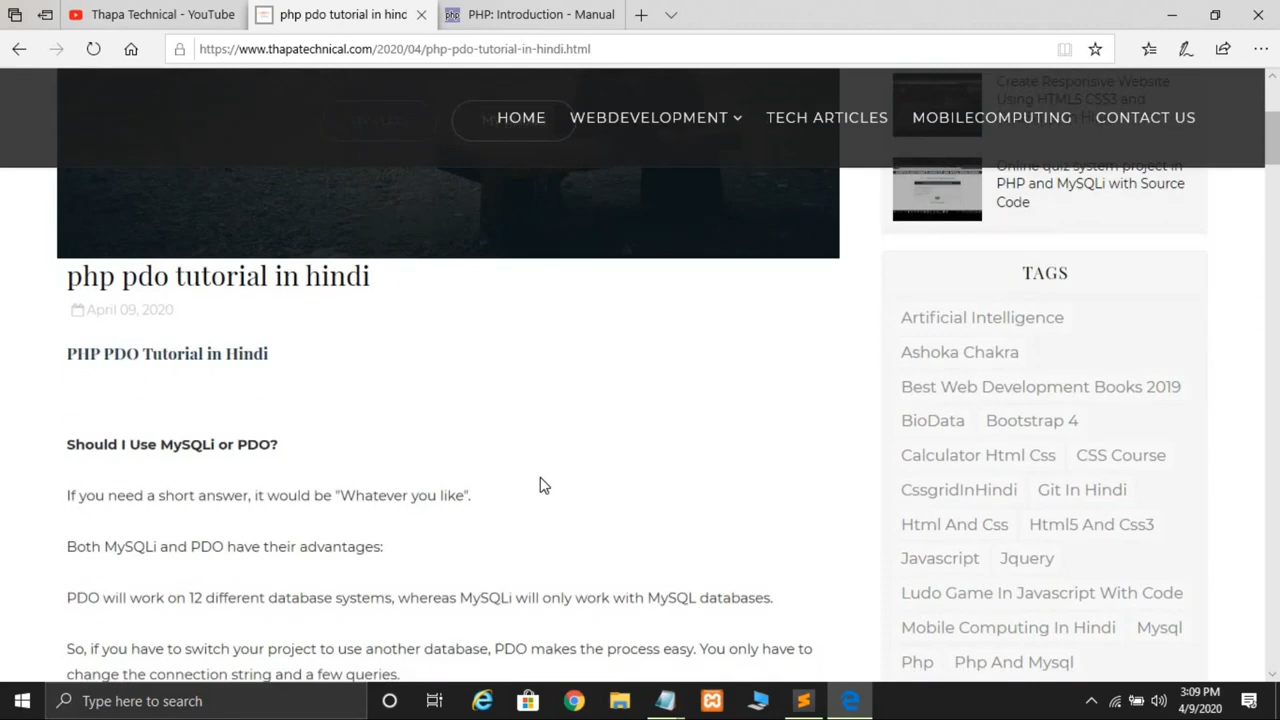 Thapa Technical - YouTube
php pdo tutorial in hind
PHP: Introduction - Manual
https://www.thapatechnical.com/2020/04/php-pdo-tutorial-in-hindi.html
HOME WEBDEVELOPMENT TECH ARTICLES MOBILECOMPUTING CONTACT US
Create Responsive Website
Using HTML5 CSS3 and
Online quiz system project in
PHP and MySQLi with Source
Code
php pdo tutorial in hindi
April 09, 2020
PHP PDO Tutorial in Hindi
Should I Use MySQLi or PDO?
If you need a short answer, it would be "Whatever you like".
Both MySQLi and PDO have their advantages:
PDO will work on 12 different database systems, whereas MySQLi will only work with MySQL databases.
So, if you have to switch your project to use another database, PDO makes the process easy. You only have to
change the connection string and a few queries.
TAGS
Artificial Intelligence
Ashoka Chakra
Best Web Development Books 2019
BioData Bootstrap 4
Calculator Html Css CSS Course
CssgridInHindi Git In Hindi
Html And Css Html5 And Css3
Javascript Jquery
Ludo Game In Javascript With Code
Mobile Computing In Hindi Mysql
Php Php And Mysql
Type here to search
3:09 PM
4/9/2020